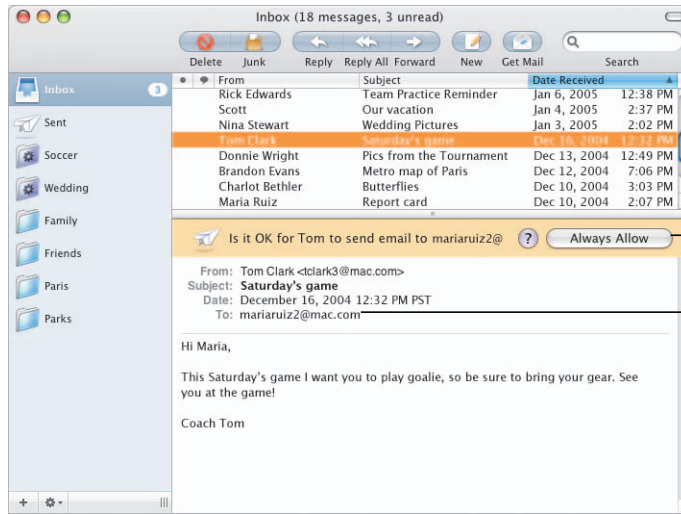 Inbox (18 messages, 3 unread)
Delete Junk Reply Reply All Forward New Get Mail Search
From Subject Date Received
Inbox 3
Sent
Soccer
Wedding
Family
Friends
Paris
Parks
Rick Edwards Team Practice Reminder Jan 6, 2005 12:38 PM
Scott Our vacation Jan 4, 2005 2:37 PM
Nina Stewart Wedding Pictures Jan 3, 2005 2:02 PM
Tom Clark Saturday's game Dec 16, 2004 12:32 PM
Donnie Wright Pics from the Tournament Dec 13, 2004 12:49 PM
Brandon Evans Metro map of Paris Dec 12, 2004 7:06 PM
Charlot Bethler Butterflies Dec 10, 2004 3:03 PM
Maria Ruiz Report card Dec 10, 2004 2:07 PM
Is it OK for Tom to send email to mariaruiz2@ ? Always Allow
From: Tom Clark <tclark3@mac.com>
Subject: Saturday's game
Date: December 16, 2004 12:32 PM PST
To: mariaruiz2@mac.com
Hi Maria,
This Saturday's game I want you to play goalie, so be sure to bring your gear. See
you at the game!
Coach Tom